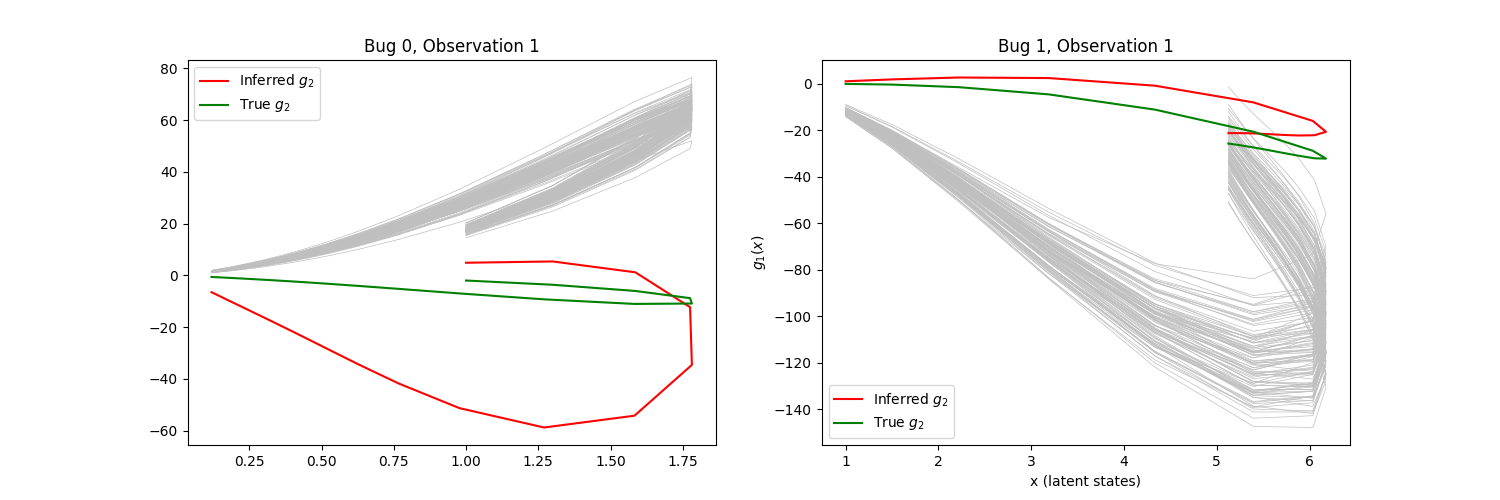 Bug 0, Observation 1
Inferred g₂
True g₂
80
60
40
20
0
−20
−40
−60
0.25 0.50 0.75 1.00 1.25 1.50 1.75
Bug 1, Observation 1
g₁(x)
0
−20
−40
−60
−80
−100
−120
−140
Inferred g₂
True g₂
1 2 3 4 5 6
x (latent states)